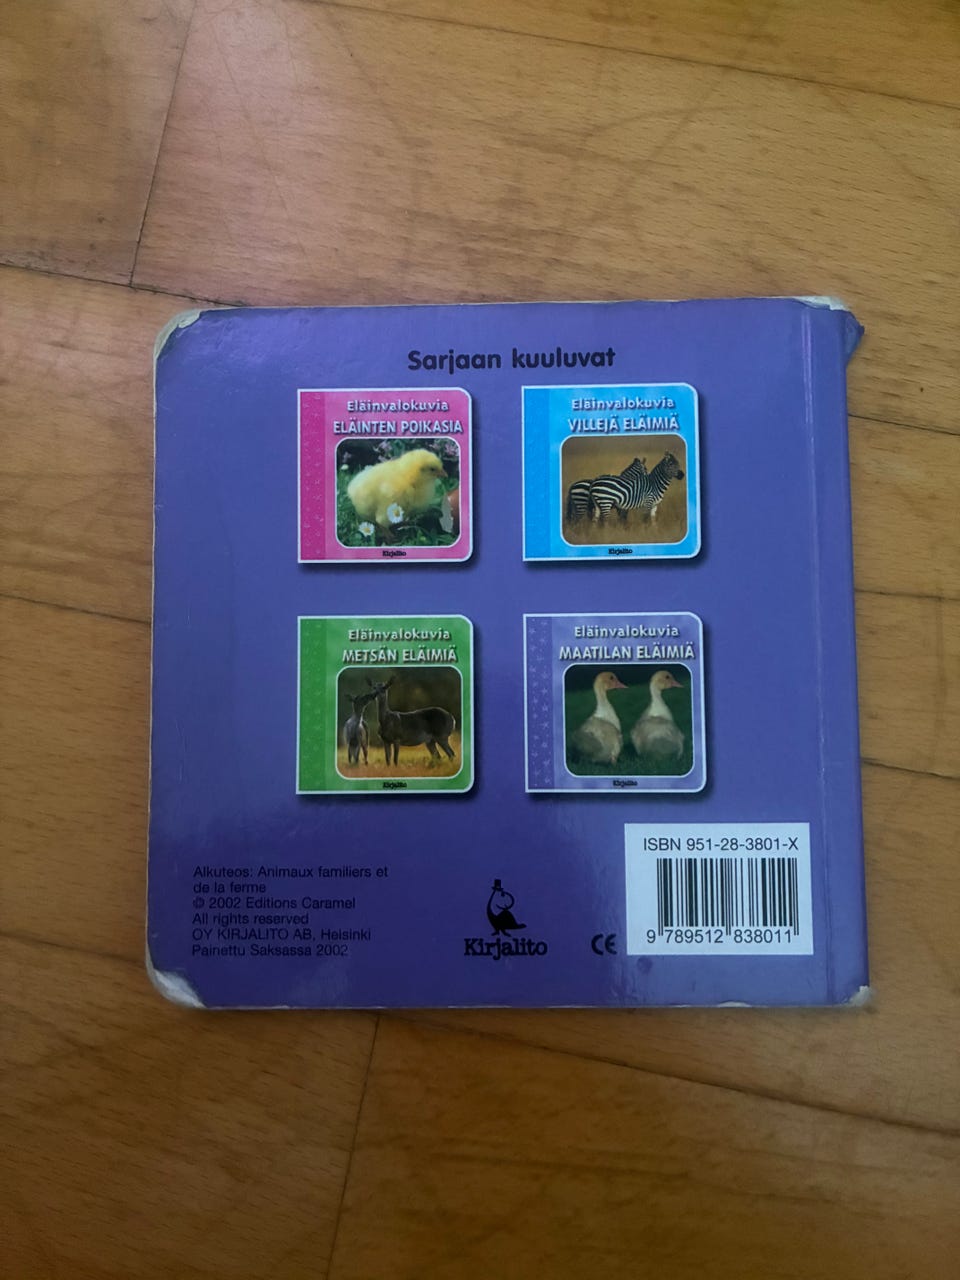 Sarjaan kuuluvat
Eläinvalokuvia
ELÄINTEN POIKASIA
Kirjalito
Eläinvalokuvia
VILLEJÄ ELÄIMIÄ
Kirjalito
Eläinvalokuvia
METSÄN ELÄIMIÄ
Kirjalito
Eläinvalokuvia
MAATILAN ELÄIMIÄ
Kirjalito
Alkuteos: Animaux familiers et
de la ferme
© 2002 Editions Caramel
All rights reserved
OY KIRJALITO AB, Helsinki
Painettu Saksassa 2002
Kirjalito
CE
ISBN 951-28-3801-X
9 789512 838011